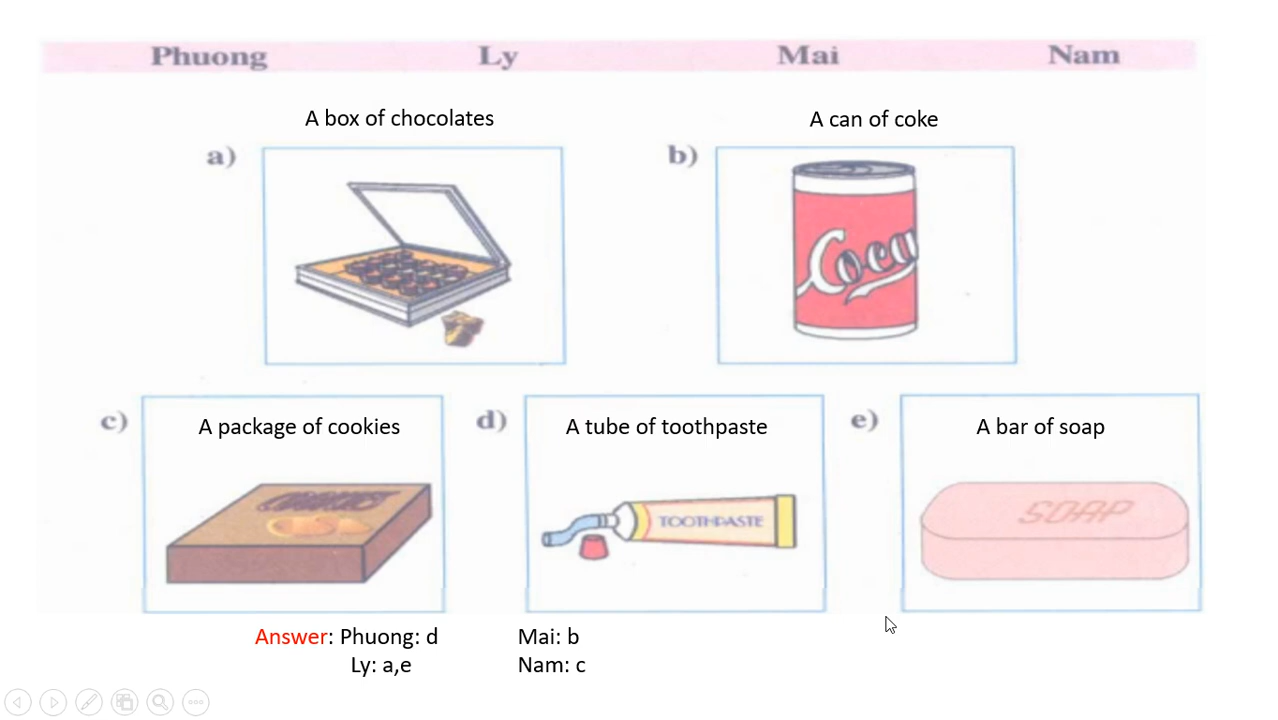 Phuong Ly Mai Nam
A box of chocolates
A can of coke
a)
b)
Coca
c)
A package of cookies
d)
A tube of toothpaste
e)
A bar of soap
COOKIES
TOOTHPASTE
SOAP
Answer: Phuong: d
Mai: b
Ly: a,e
Nam: c